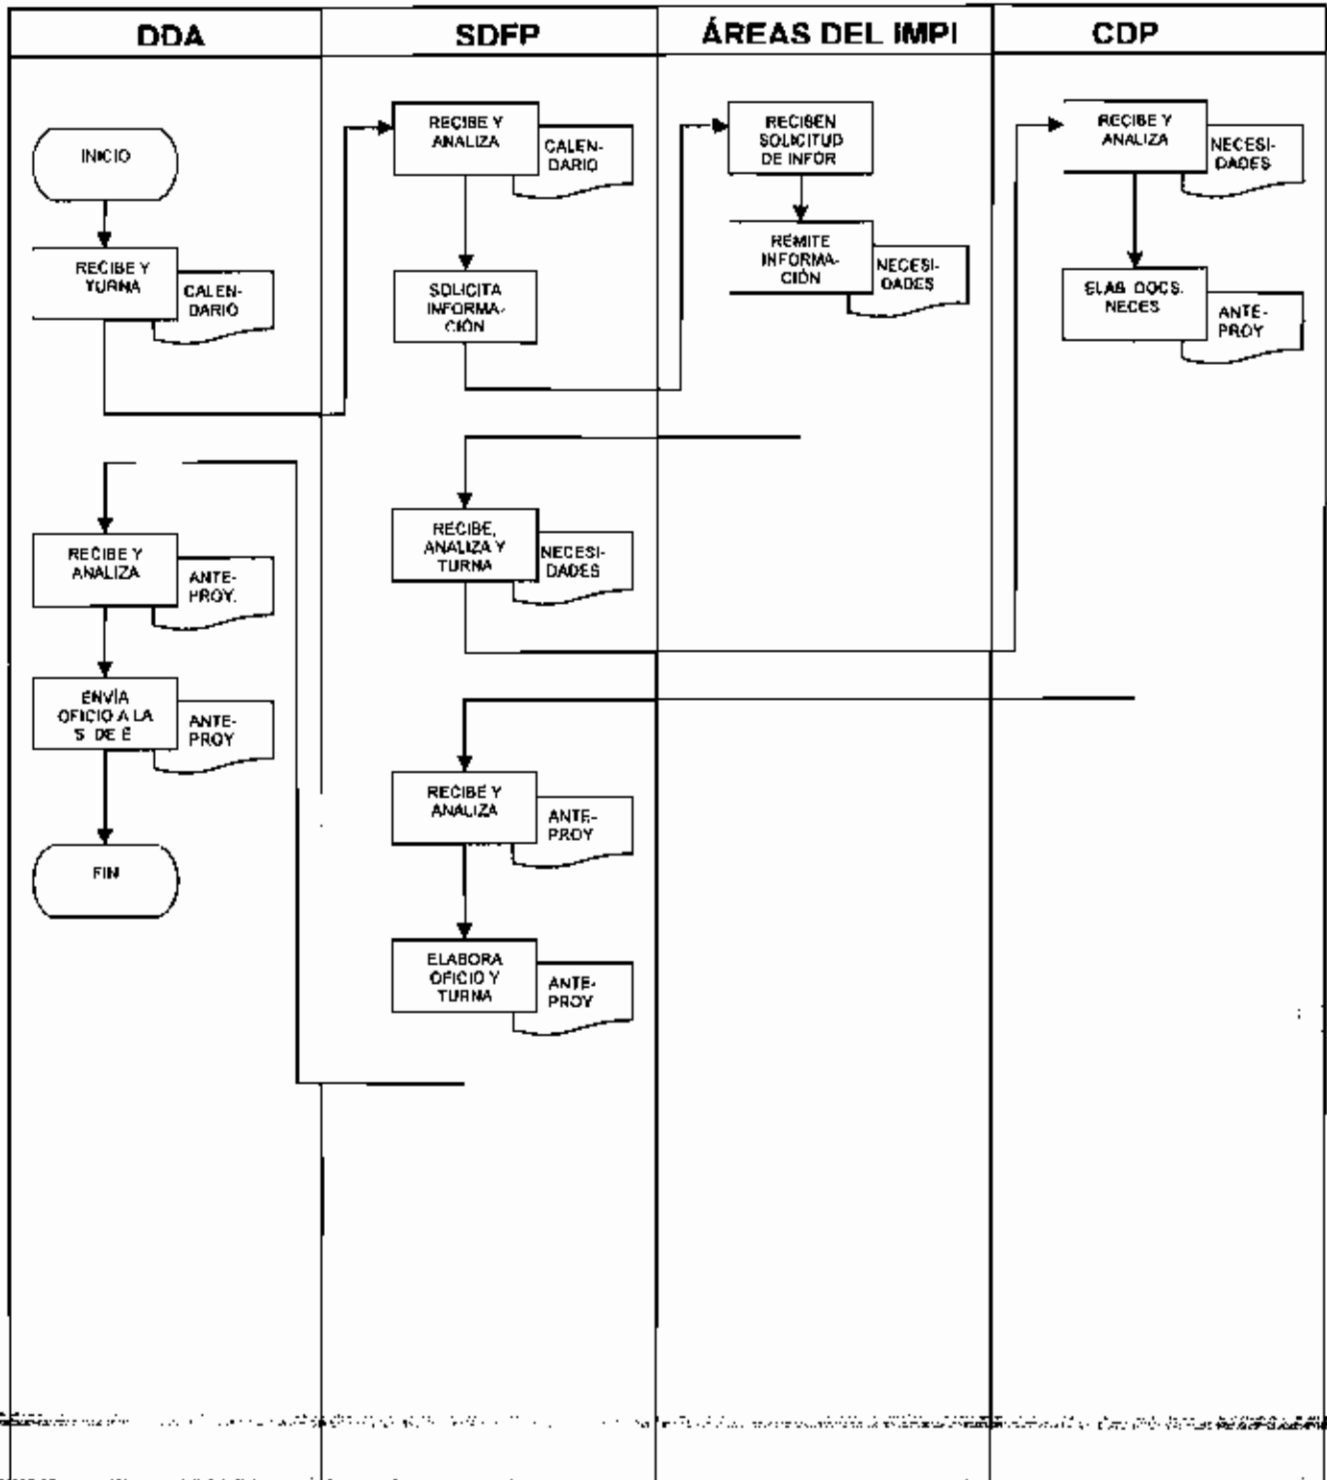 DDA
SDFP
ÁREAS DEL IMPI
CDP
INICIO
RECIBE Y
TURNA
CALEN-
DARIO
RECIBE Y
ANALIZA
ANTE-
PROY.
ENVÍA
OFICIO A LA
S DE E
ANTE-
PROY
FIN
RECIBE Y
ANALIZA
CALEN-
DARIO
SOLICITA
INFORMA-
CIÓN
RECIBE,
ANALIZA Y
TURNA
NECESI-
DADES
RECIBE Y
ANALIZA
ANTE-
PROY
ELABORA
OFICIO Y
TURNA
ANTE-
PROY
RECIBEN
SOLICITUD
DE INFOR
REMITE
INFORMA-
CIÓN
NECESI-
DADES
RECIBE Y
ANALIZA
NECESI-
DADES
ELAB. DOCS.
NECES
ANTE-
PROY